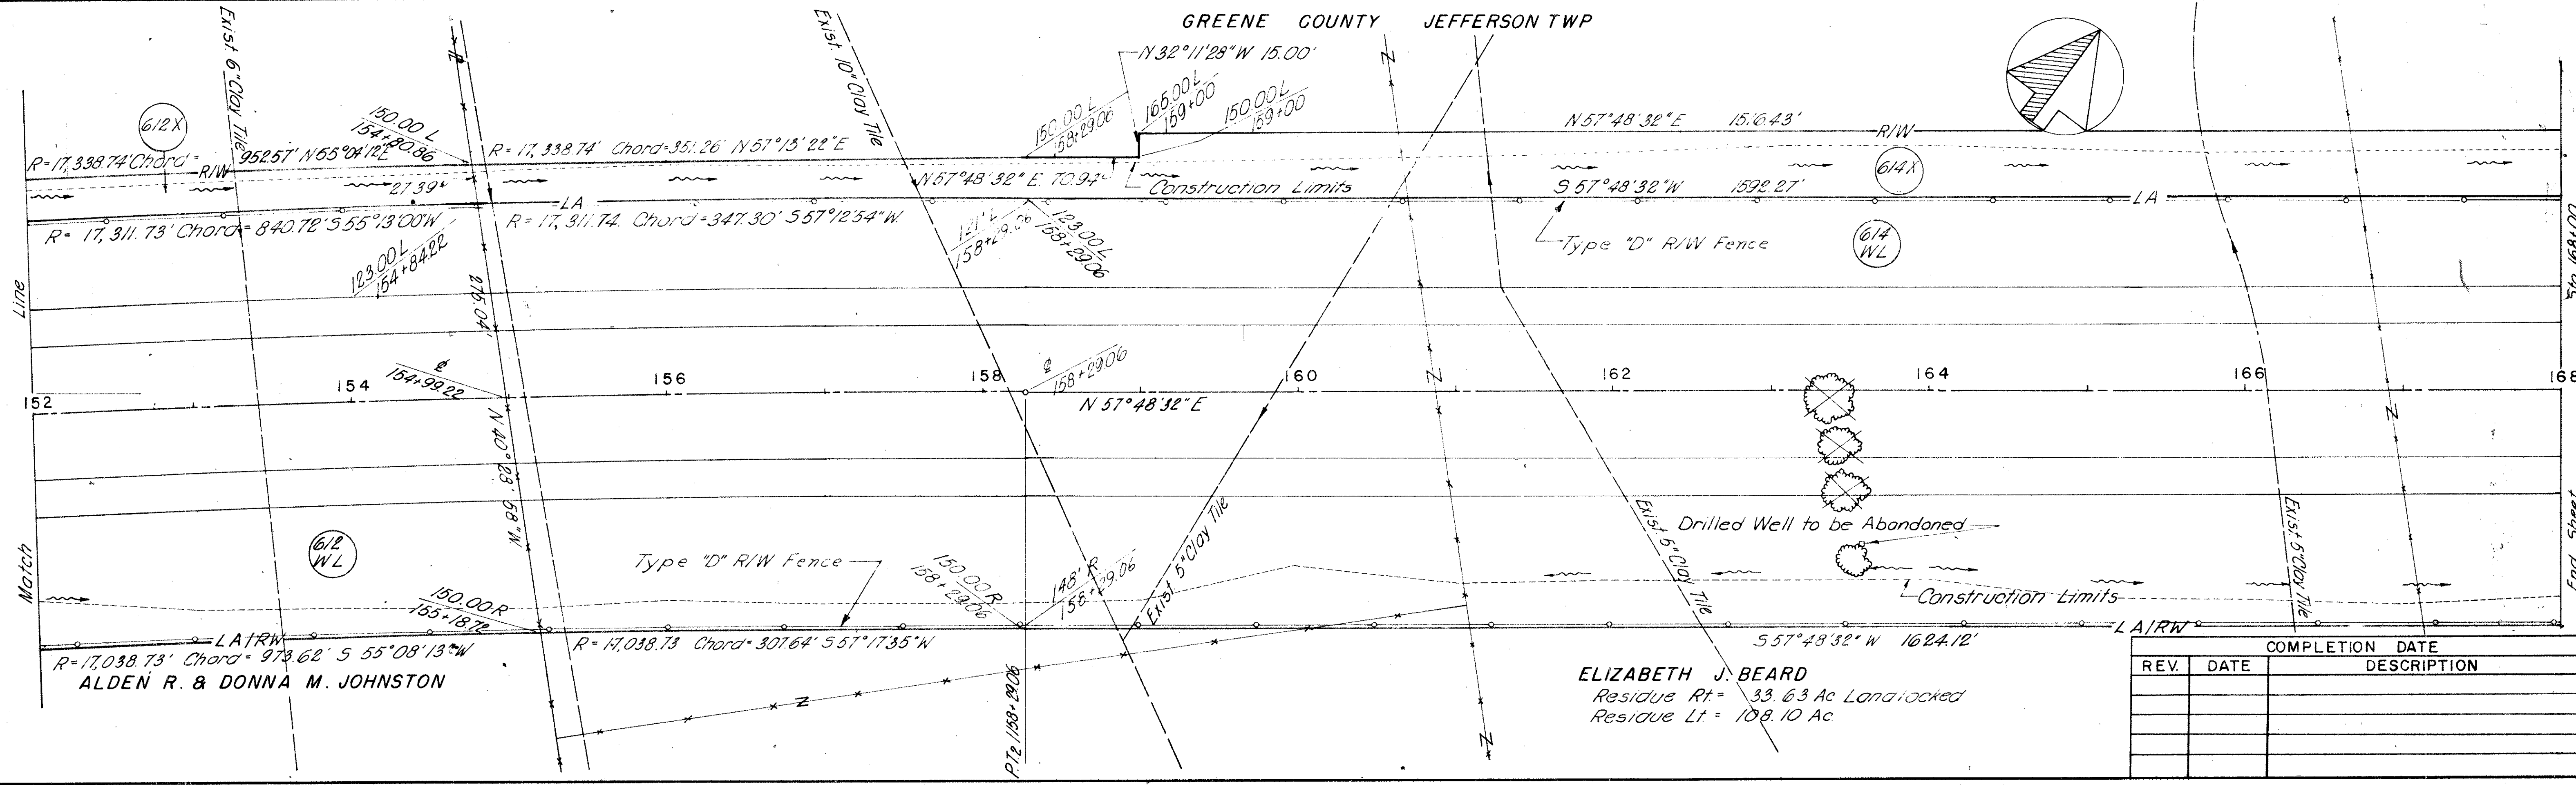 GREENE COUNTY JEFFERSON TWP
Exist. 6" Clay Tile
Exist. 10" Clay Tile
N 32°11'28" W 15.00'
612X
150.00 L
154+80.86
150.00 L
158+29.06
165.00 L
159+00
150.00 L
159+00
N 57°48'32" E 1516.43'
R/W
R = 17,338.74' Chord = 952.57' N 55°04'12" E
R/W
R = 17,338.74' Chord = 351.26' N 57°13'22" E
27.39'
N 57°48'32" E 70.94'
Construction Limits
S 57°48'32" W 1592.27'
614X
LA
LA
R = 17,311.73' Chord = 840.72' S 55°13'00" W
R = 17,311.74 Chord = 347.30' S 57°12'54" W
123.00 L
154+84.22
121' L
158+29.06
123.00 L
158+29.06
Type "D" R/W Fence
614
WL
276.04'
Line
℄
154+99.22
℄
158+29.06
152 154 156 158 160 162 164 166 168
N 57°48'32" E
N 40°28'58" W
Match
612
WL
Type "D" R/W Fence
150.00 R
155+18.72
150.00 R
158+29.06
148' R
158+29.06
Exist 5" Clay Tile
Exist. 5" Clay Tile
Drilled Well to be Abandoned
Exist. 5" Clay Tile
Construction Limits
LA/RW
LA/RW
R = 17,038.73' Chord = 973.62' S 55°08'13" W
R = 17,038.73 Chord = 307.64' S 57°17'35" W
S 57°48'32" W 1624.12'
ALDEN R. & DONNA M. JOHNSTON
P.T.2 158+29.06
ELIZABETH J. BEARD
Residue Rt. = 33.63 Ac Landlocked
Residue Lt. = 108.10 Ac.
End Sheet
COMPLETION DATE
REV. DATE DESCRIPTION